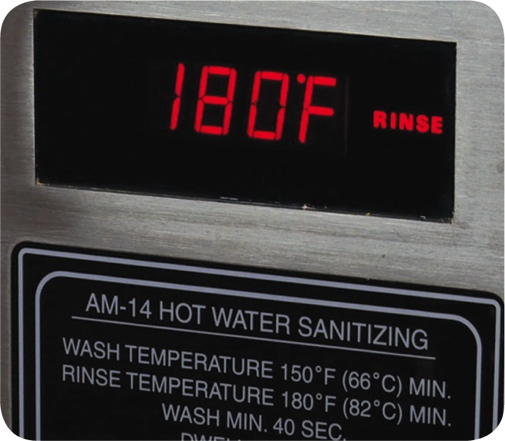 180°F RINSE
AM-14 HOT WATER SANITIZING
WASH TEMPERATURE 150°F (66°C) MIN.
RINSE TEMPERATURE 180°F (82°C) MIN.
WASH MIN. 40 SEC.